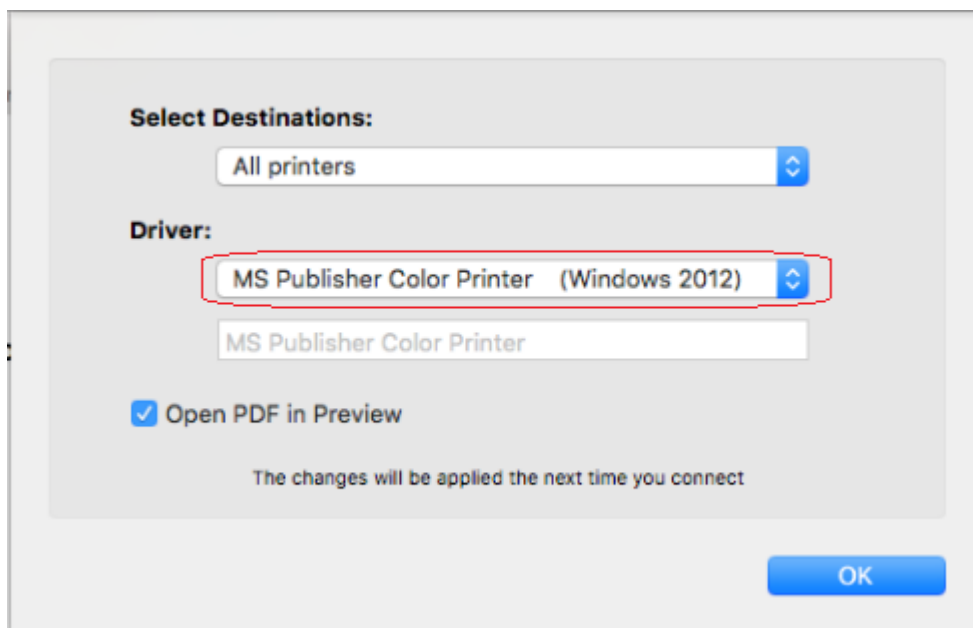 Select Destinations:
All printers
Driver:
MS Publisher Color Printer (Windows 2012)
MS Publisher Color Printer
Open PDF in Preview
The changes will be applied the next time you connect
OK